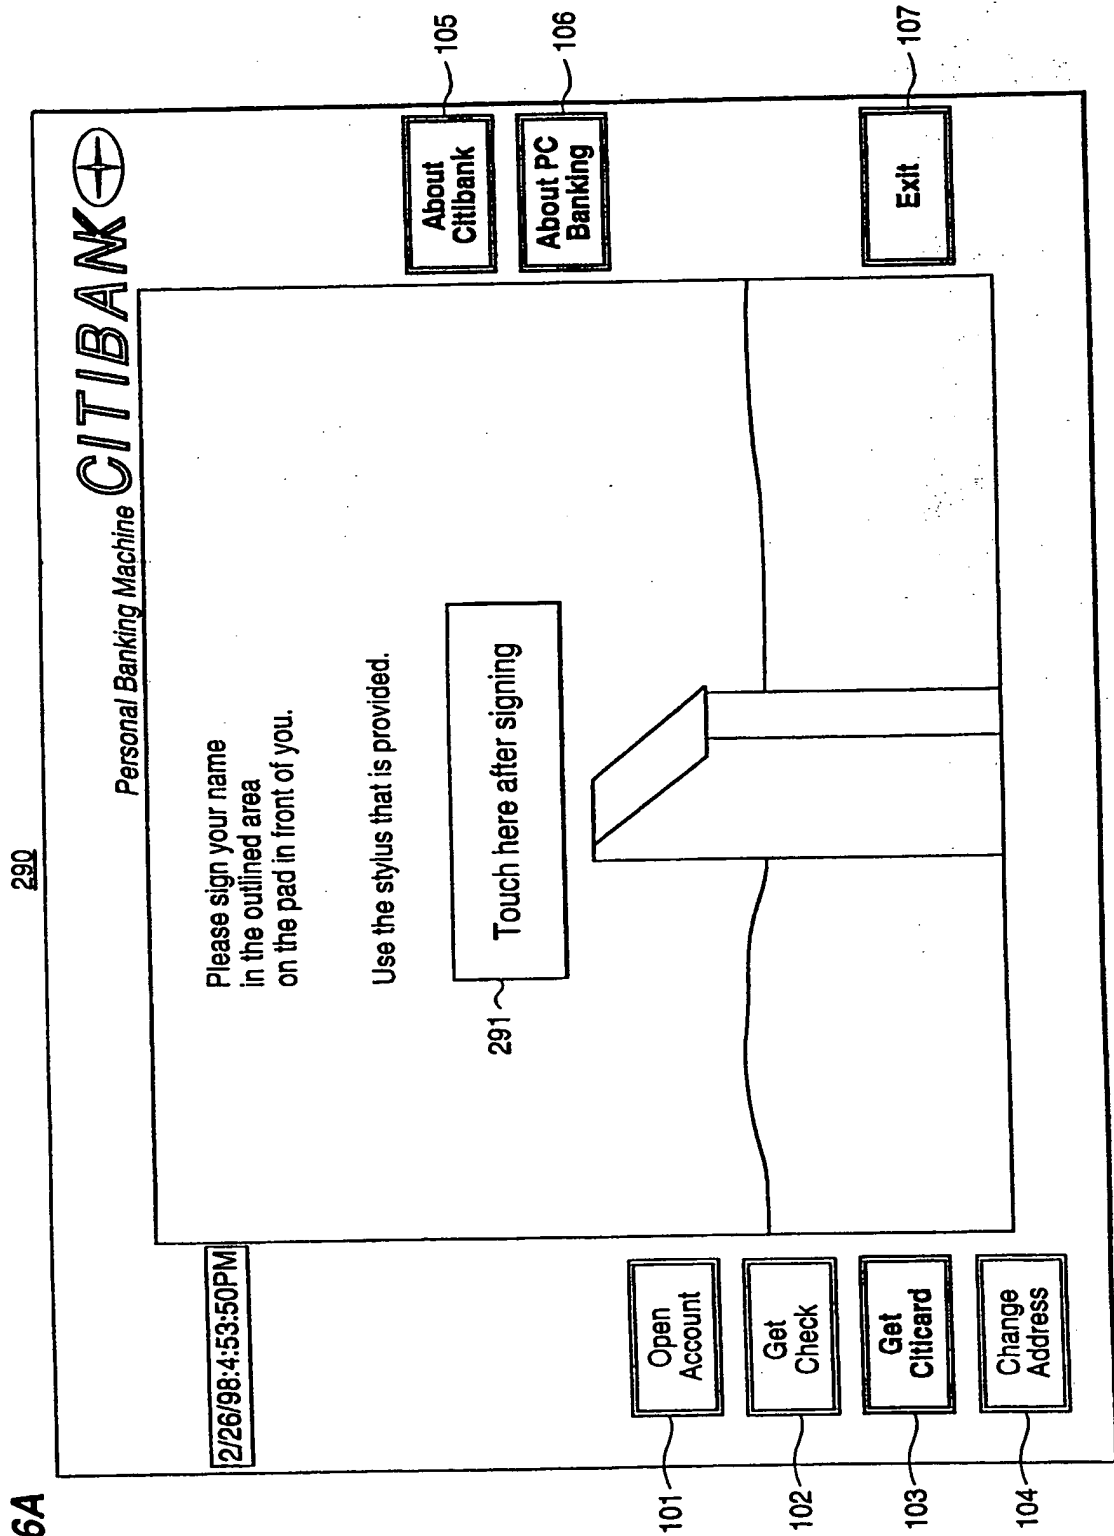 6A
290
Personal Banking Machine CITIBANK
2/26/98:4:53:50PM
Please sign your name
in the outlined area
on the pad in front of you.
Use the stylus that is provided.
291
Touch here after signing
101
Open
Account
102
Get
Check
103
Get
Citicard
104
Change
Address
About
Citibank
105
About PC
Banking
106
Exit
107